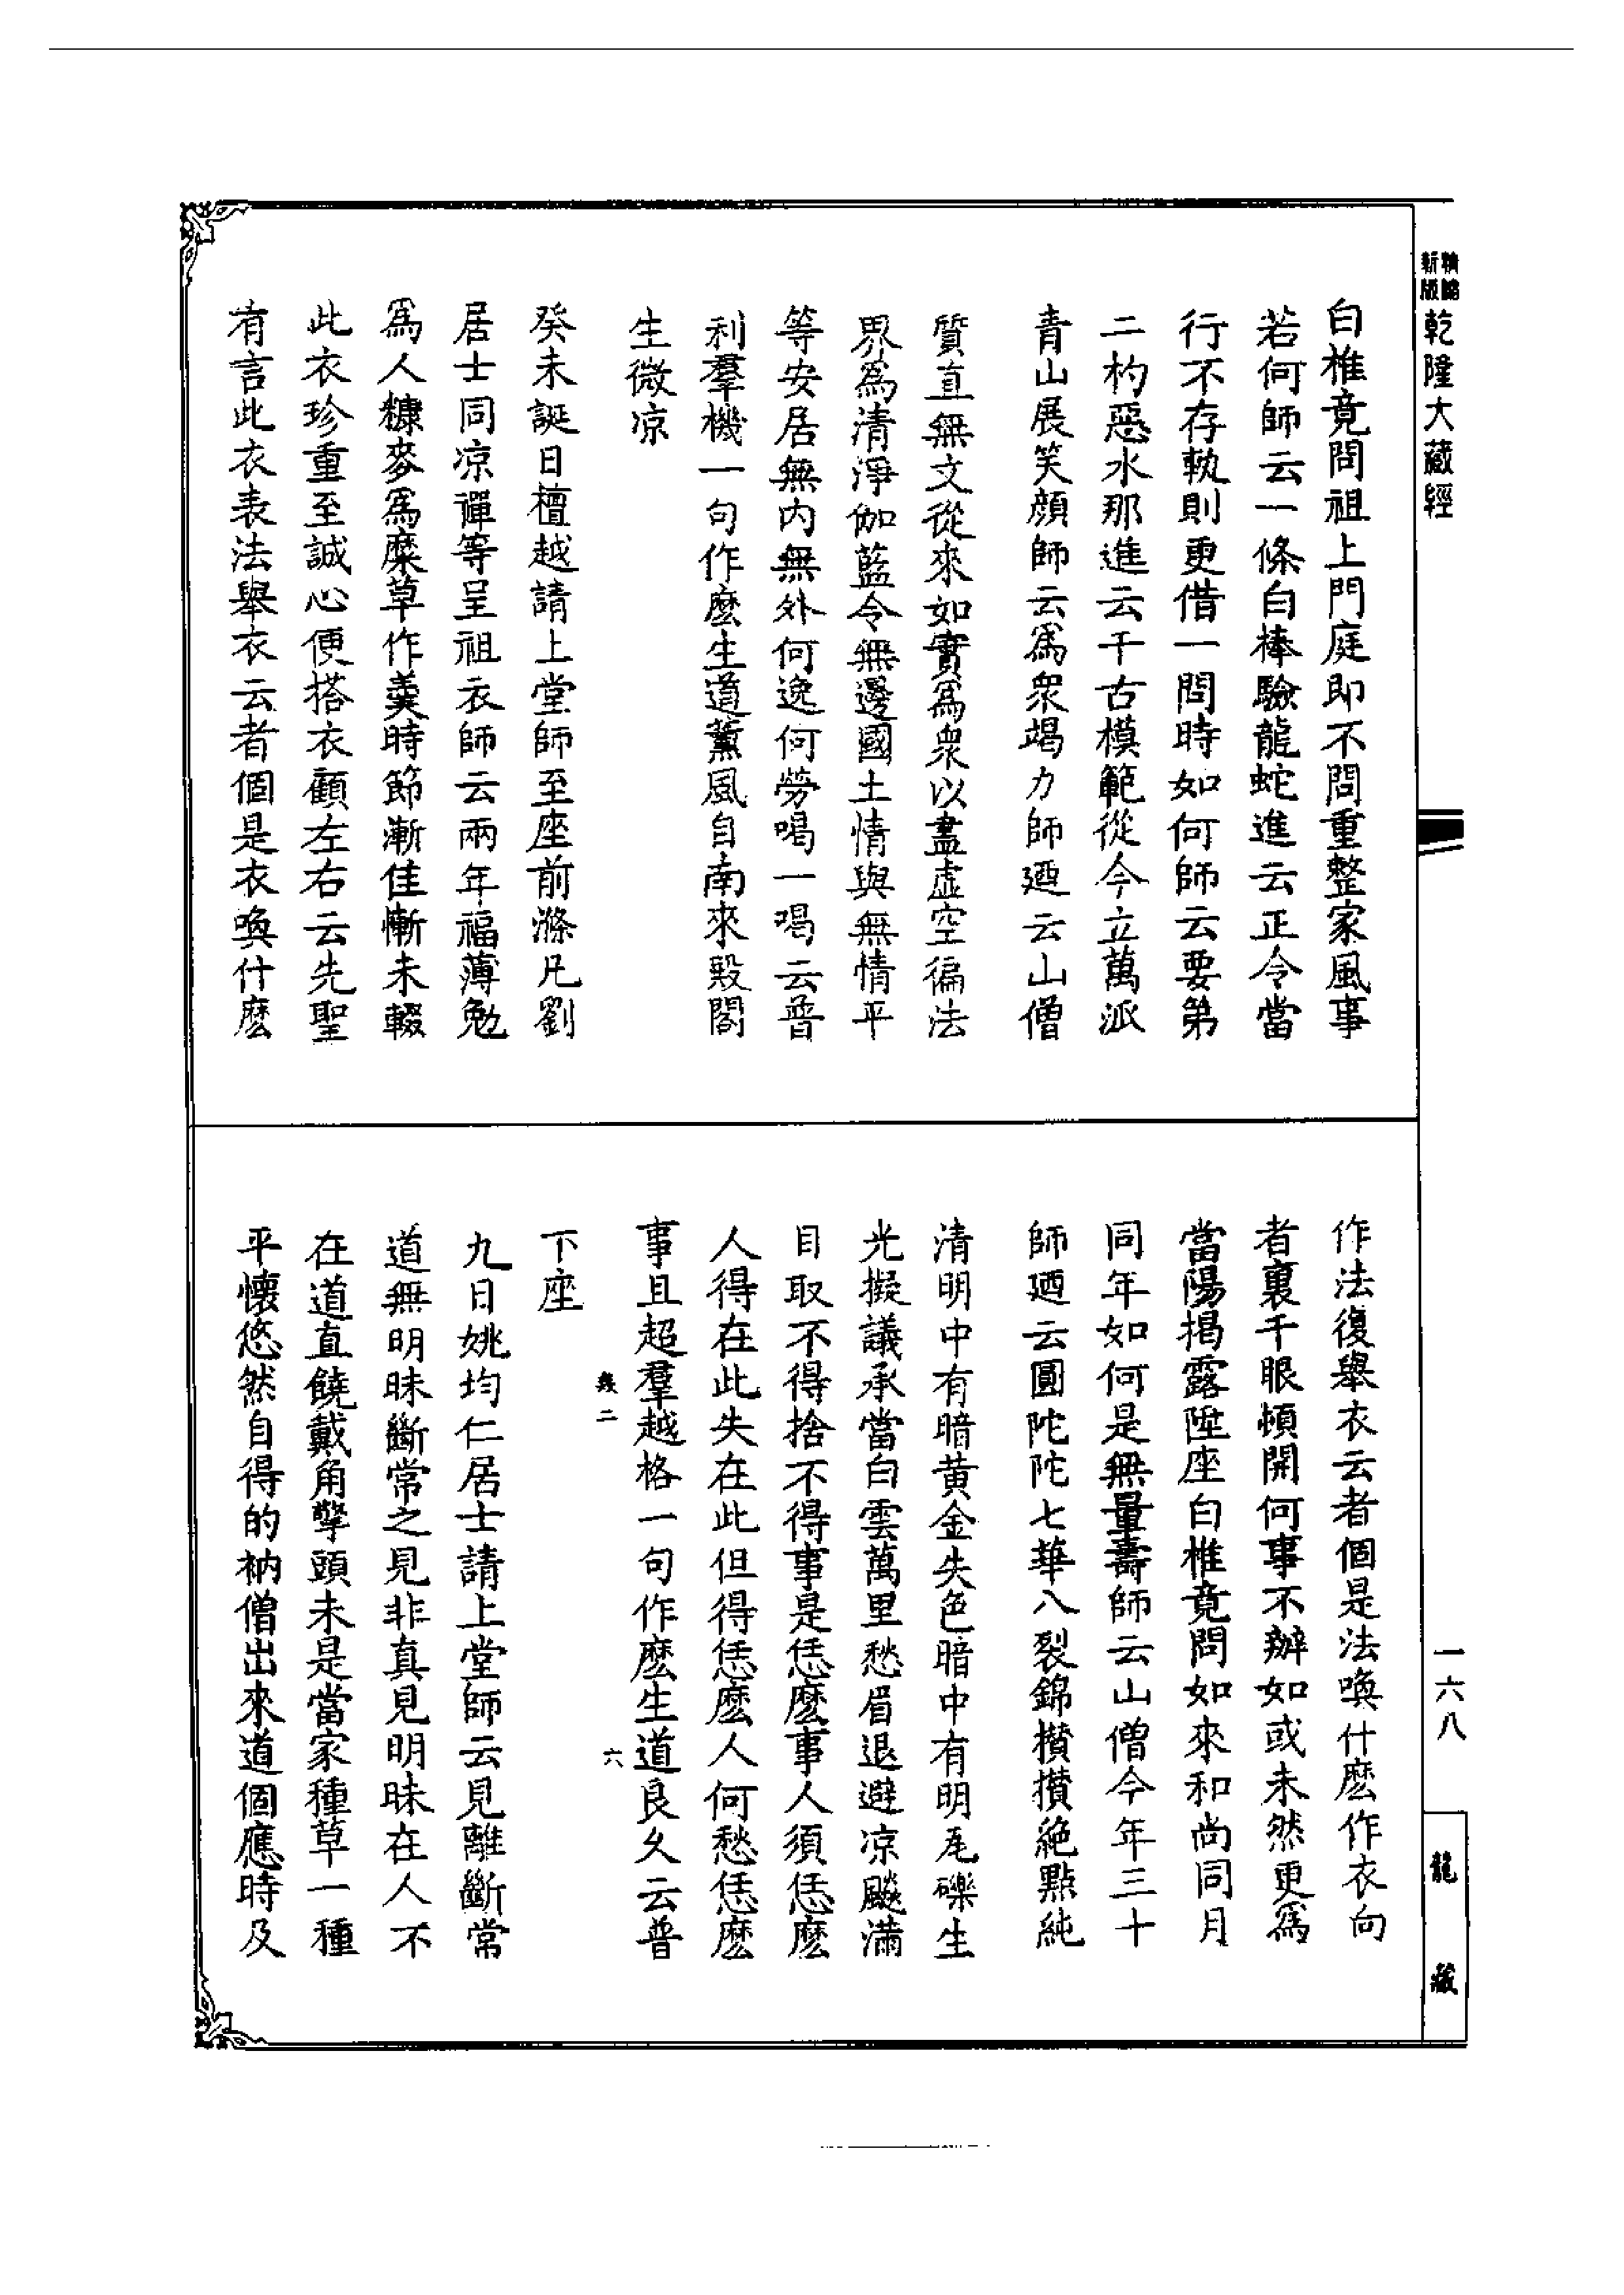 新版
乾隆大藏經
白椎竟問祖上門庭即不問重整家風事
若何師云一條白棒驗龍蛇進云正令當
行不存軌則更借一問時如何師云要第
二杓惡水那進云千古模範從今立萬派
青山展笑顏師云爲衆竭力師迺云山僧
質直無文從來如實爲衆以盡虛空徧法
界爲清淨伽藍令無邊國土情與無情平
等安居無內無外何逸何勞喝一喝云普
利羣機一句作麽生道薰風自南來殿閣
生微凉
癸未誕日檀越請上堂師至座前滌凡劉
居士同凉禪等呈祖衣師云兩年福薄勉
爲人糠麥爲糜草作羹時節漸佳慚未輟
此衣珍重至誠心便搭衣顧左右云先聖
有言此衣表法舉衣云者個是衣喚什麽
作法復舉衣云者個是法喚什麽作衣向
者裏千眼頓開何事不辦如或未然更爲
當陽揭露陞座白椎竟問如來和尚同月
同年如何是無量壽師云山僧今年三十
師迺云圓陀陀七華八裂錦攢攢絶點純
清明中有暗黄金失色暗中有明瓦礫生
光擬議承當白雲萬里愁眉退避凉飈滿
目取不得捨不得事是恁麽事人須恁麽
人得在此失在此但得恁麽人何愁恁麽
事且超羣越格一句作麽生道良久云普
下座
九日姚均仁居士請上堂師云見離斷常
道無明昧斷常之見非真見明昧在人不
在道直饒戴角擎頭未是當家種草一種
平懷悠然自得的衲僧出來道個應時及
二
六
一六八
龍
藏